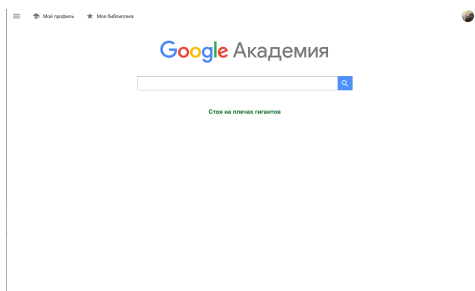 Мой профиль
Моя библиотека
Google Академия
Стоя на плечах гигантов